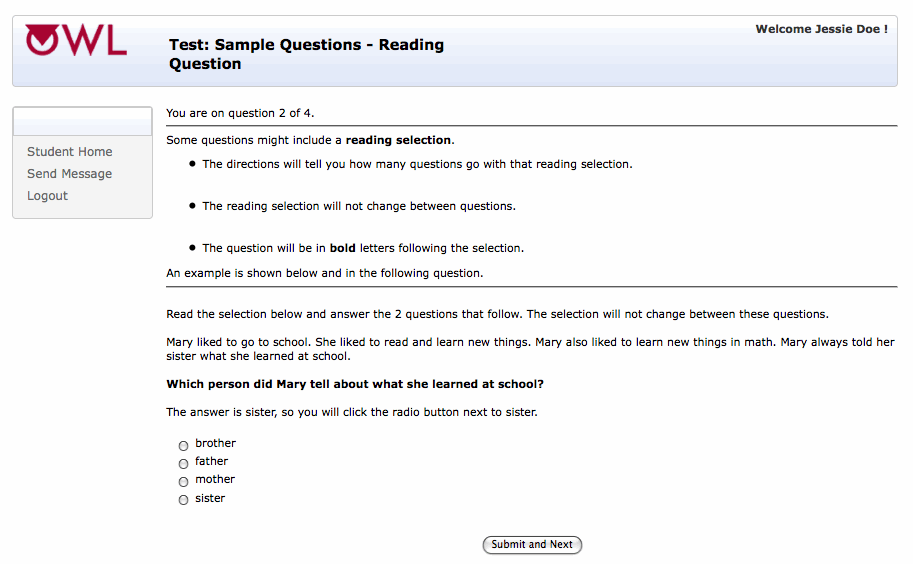 OWL
Test: Sample Questions - Reading
Question
Welcome Jessie Doe !
Student Home
Send Message
Logout
You are on question 2 of 4.
Some questions might include a reading selection.
• The directions will tell you how many questions go with that reading selection.
• The reading selection will not change between questions.
• The question will be in bold letters following the selection.
An example is shown below and in the following question.
Read the selection below and answer the 2 questions that follow. The selection will not change between these questions.
Mary liked to go to school. She liked to read and learn new things. Mary also liked to learn new things in math. Mary always told her
sister what she learned at school.
Which person did Mary tell about what she learned at school?
The answer is sister, so you will click the radio button next to sister.
brother
father
mother
sister
Submit and Next